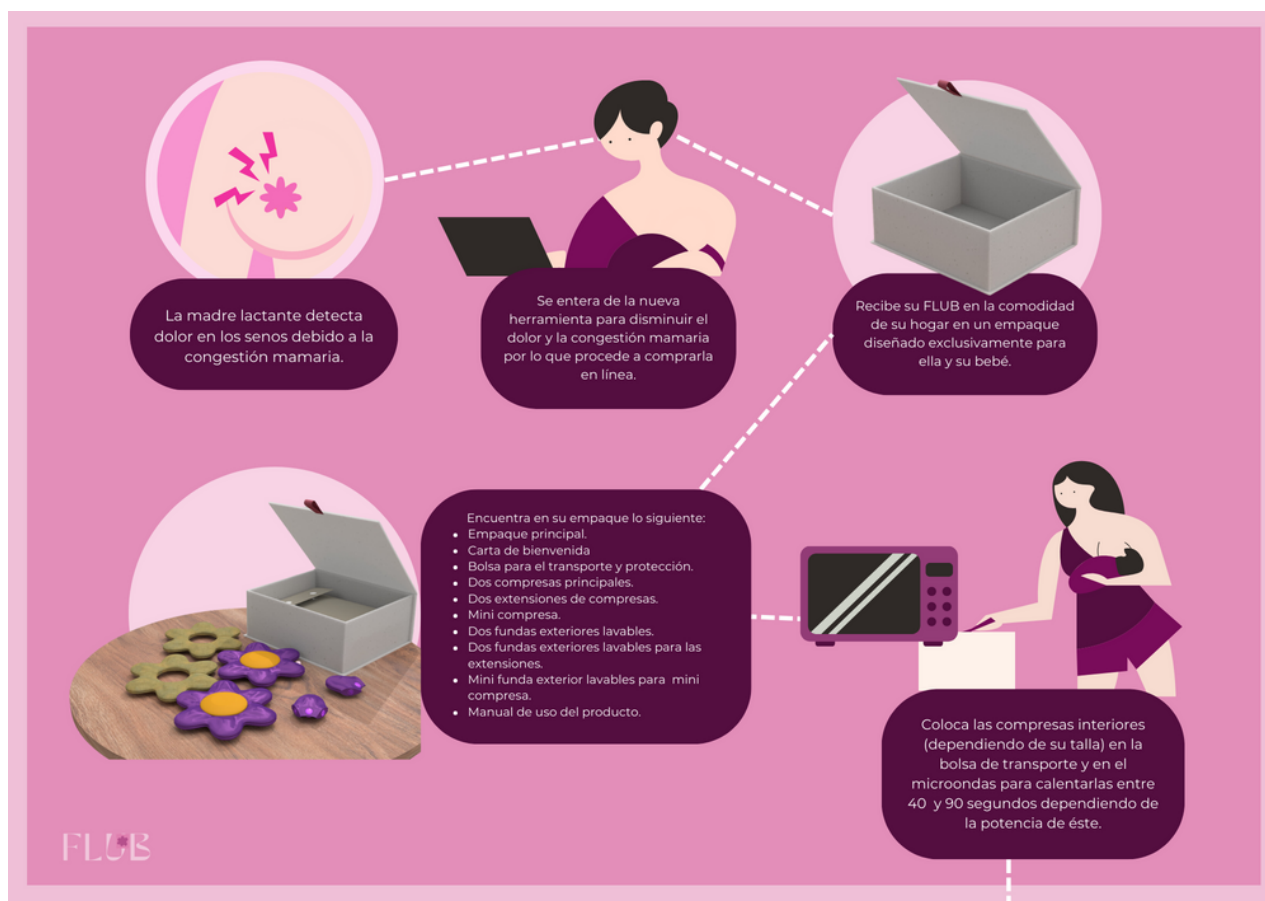 La madre lactante detecta
dolor en los senos debido a la
congestión mamaria.
Se entera de la nueva
herramienta para disminuir el
dolor y la congestión mamaria
por lo que procede a comprarla
en línea.
Recibe su FLUB en la comodidad
de su hogar en un empaque
diseñado exclusivamente para
ella y su bebé.
Encuentra en su empaque lo siguiente:
• Empaque principal.
• Carta de bienvenida
• Bolsa para el transporte y protección.
• Dos compresas principales.
• Dos extensiones de compresas.
• Mini compresa.
• Dos fundas exteriores lavables.
• Dos fundas exteriores lavables para las
extensiones.
• Mini funda exterior lavables para mini
compresa.
• Manual de uso del producto.
Coloca las compresas interiores
(dependiendo de su talla) en la
bolsa de transporte y en el
microondas para calentarlas entre
40 y 90 segundos dependiendo de
la potencia de éste.
FLUB